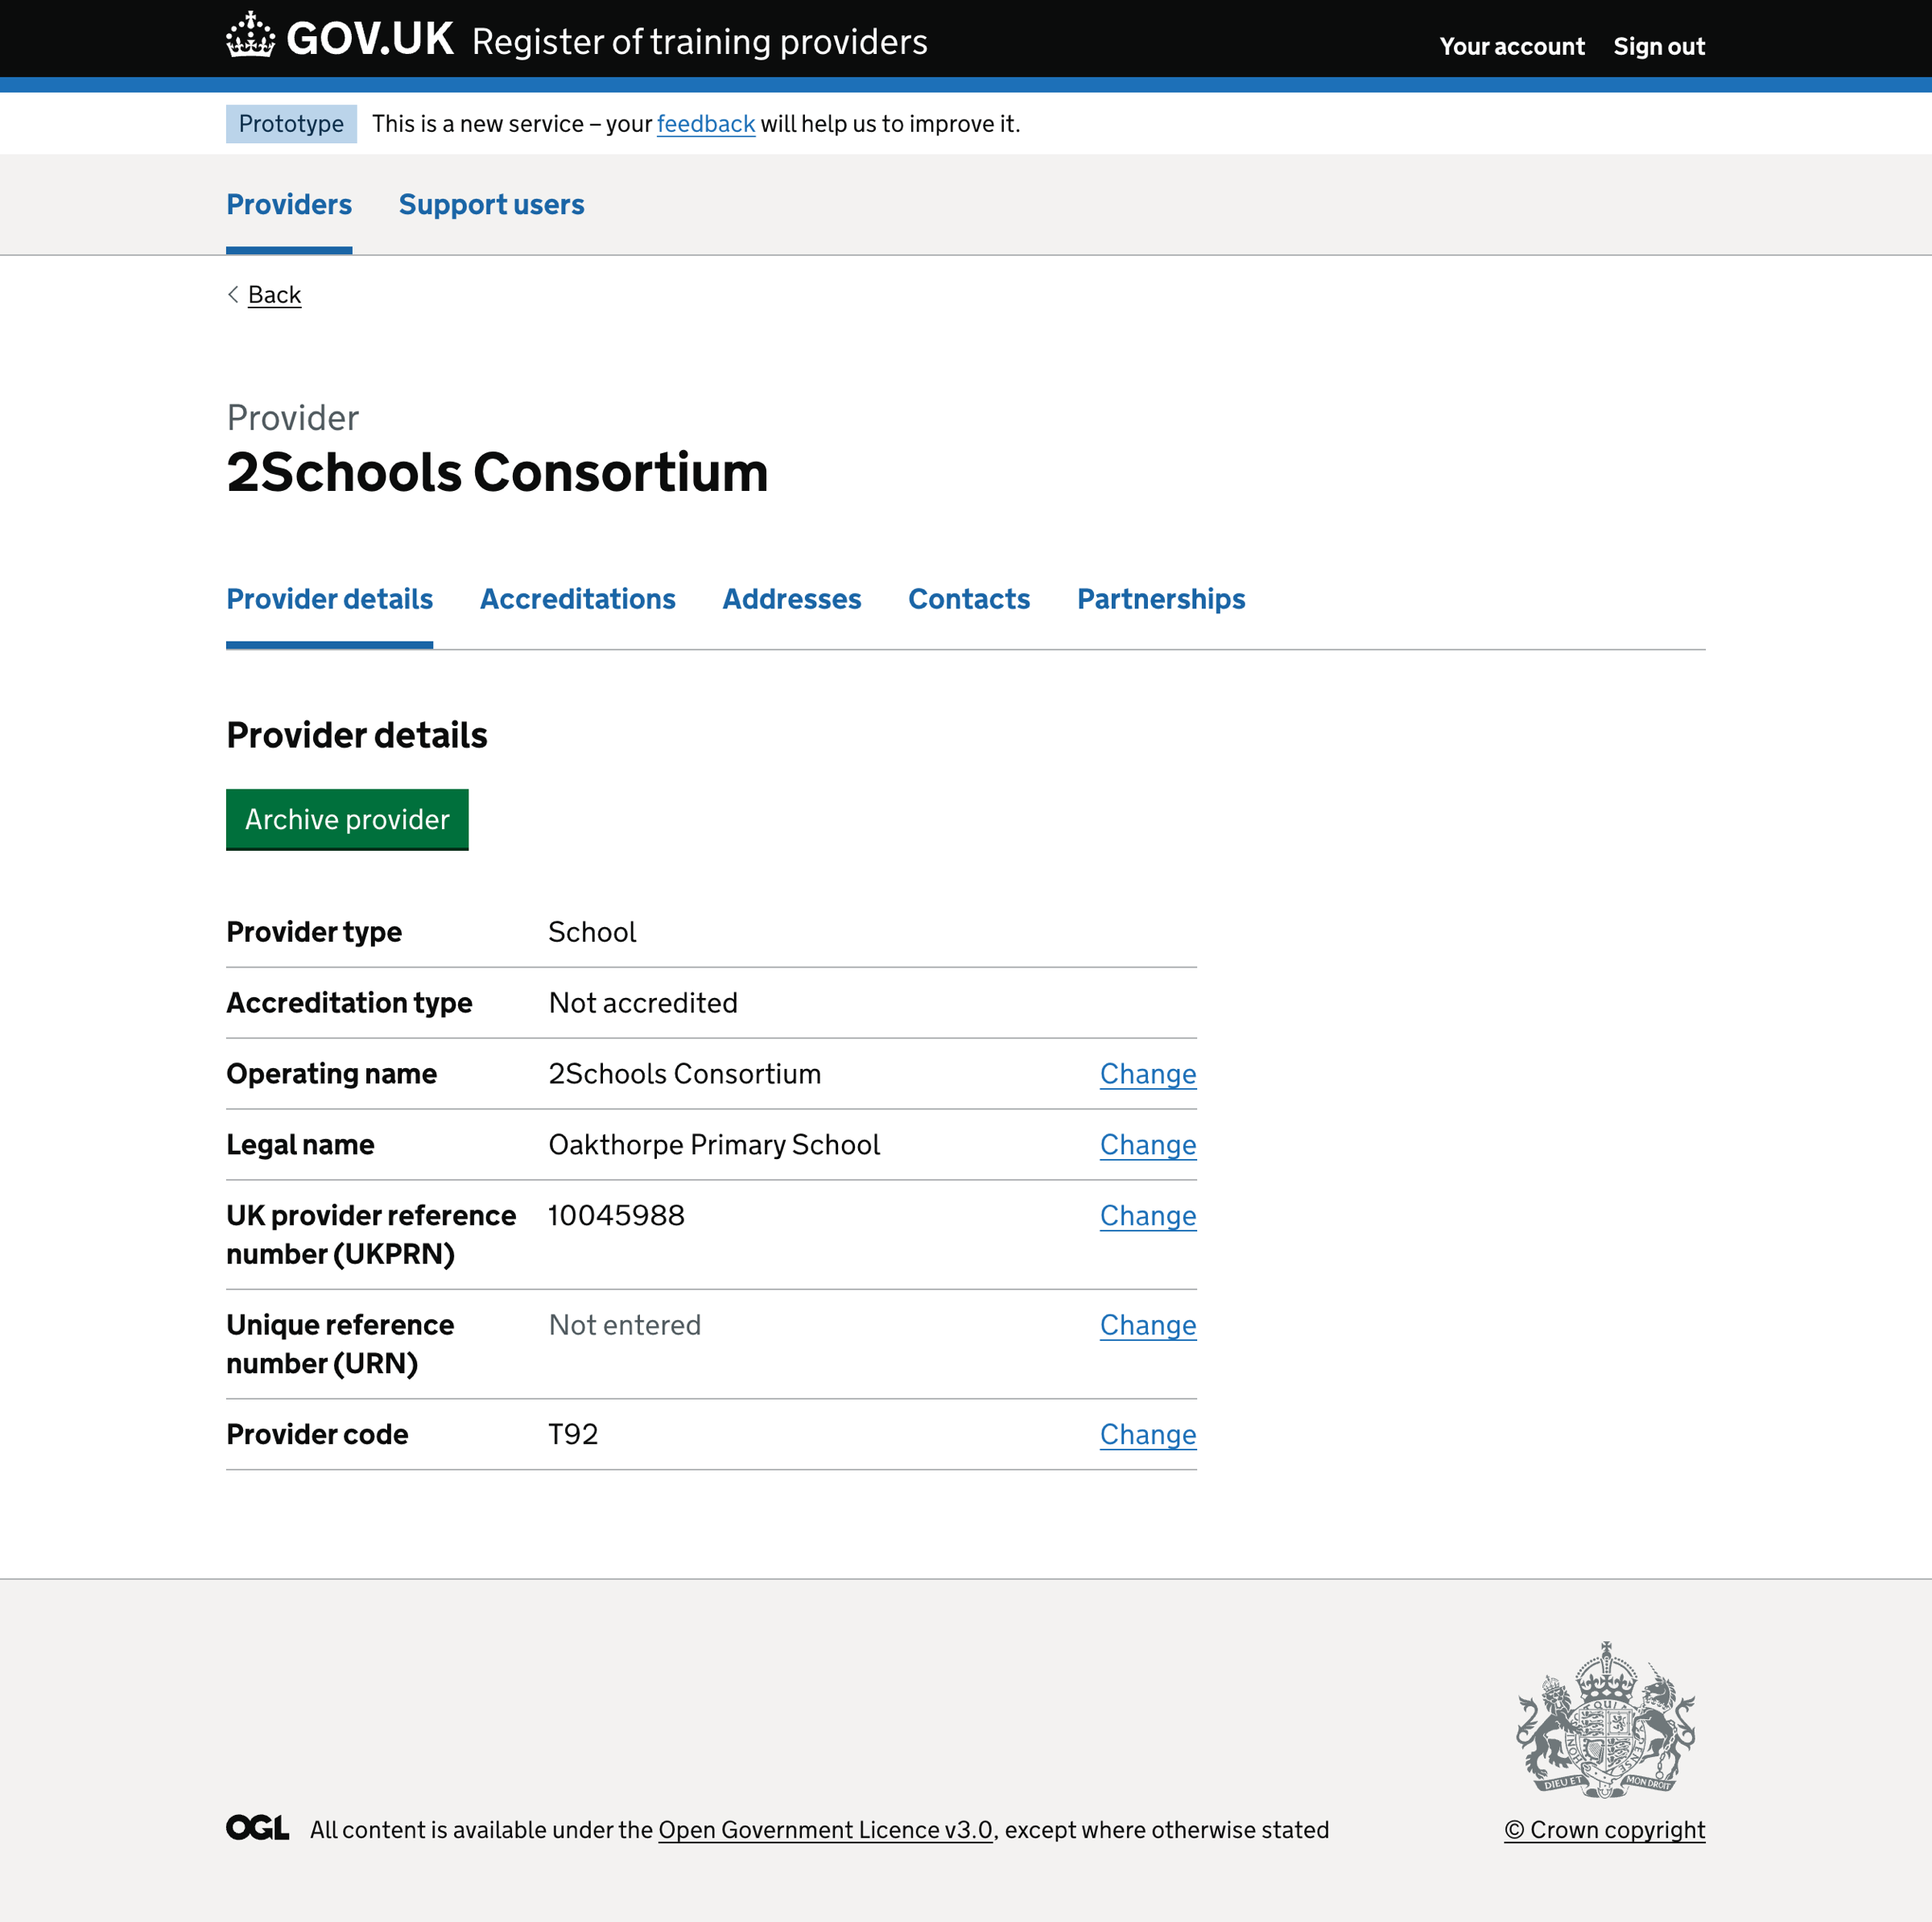 GOV.UK Register of training providers
Your account Sign out
Prototype This is a new service – your feedback will help us to improve it.
Providers Support users
Back
Provider
2Schools Consortium
Provider details Accreditations Addresses Contacts Partnerships
Provider details
Archive provider
Provider type School
Accreditation type Not accredited
Operating name 2Schools Consortium Change
Legal name Oakthorpe Primary School Change
UK provider reference number (UKPRN) 10045988 Change
Unique reference number (URN) Not entered Change
Provider code T92 Change
DIEU ET MON DROIT
OGL All content is available under the Open Government Licence v3.0, except where otherwise stated
© Crown copyright